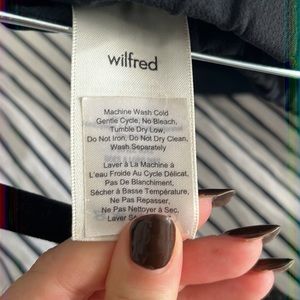 wilfred
Machine Wash Cold
Gentle Cycle, No Bleach,
Tumble Dry Low,
Do Not Iron, Do Not Dry Clean,
Wash Separately
Laver À La Machine À
L'eau Froide Au Cycle Délicat,
Pas De Blanchiment,
Sécher à Basse Température,
Ne Pas Repasser,
Ne Pas Nettoyer à Sec,
Laver